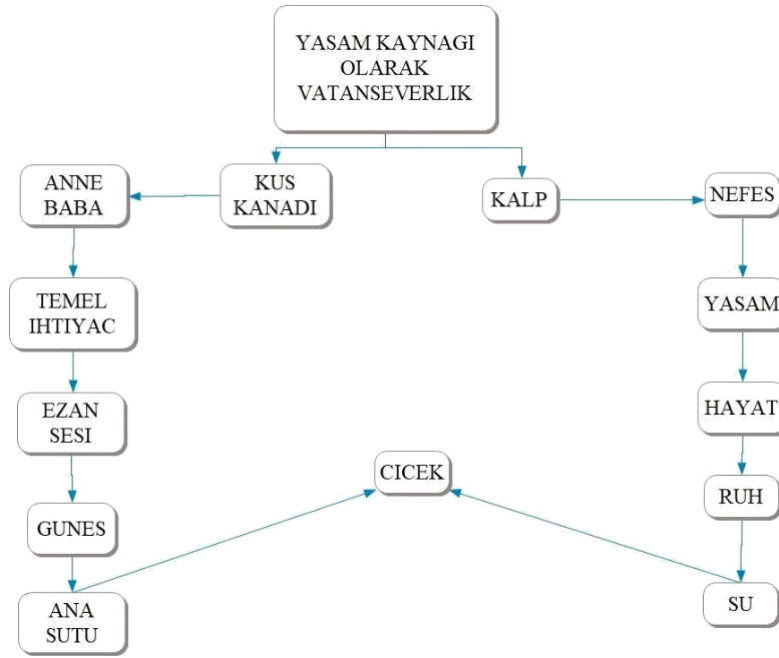 YASAM KAYNAGI
OLARAK
VATANSEVERLIK
ANNE
BABA
KUS
KANADI
KALP
NEFES
TEMEL
IHTIYAC
YASAM
EZAN
SESI
HAYAT
CICEK
RUH
GUNES
ANA
SUTU
SU